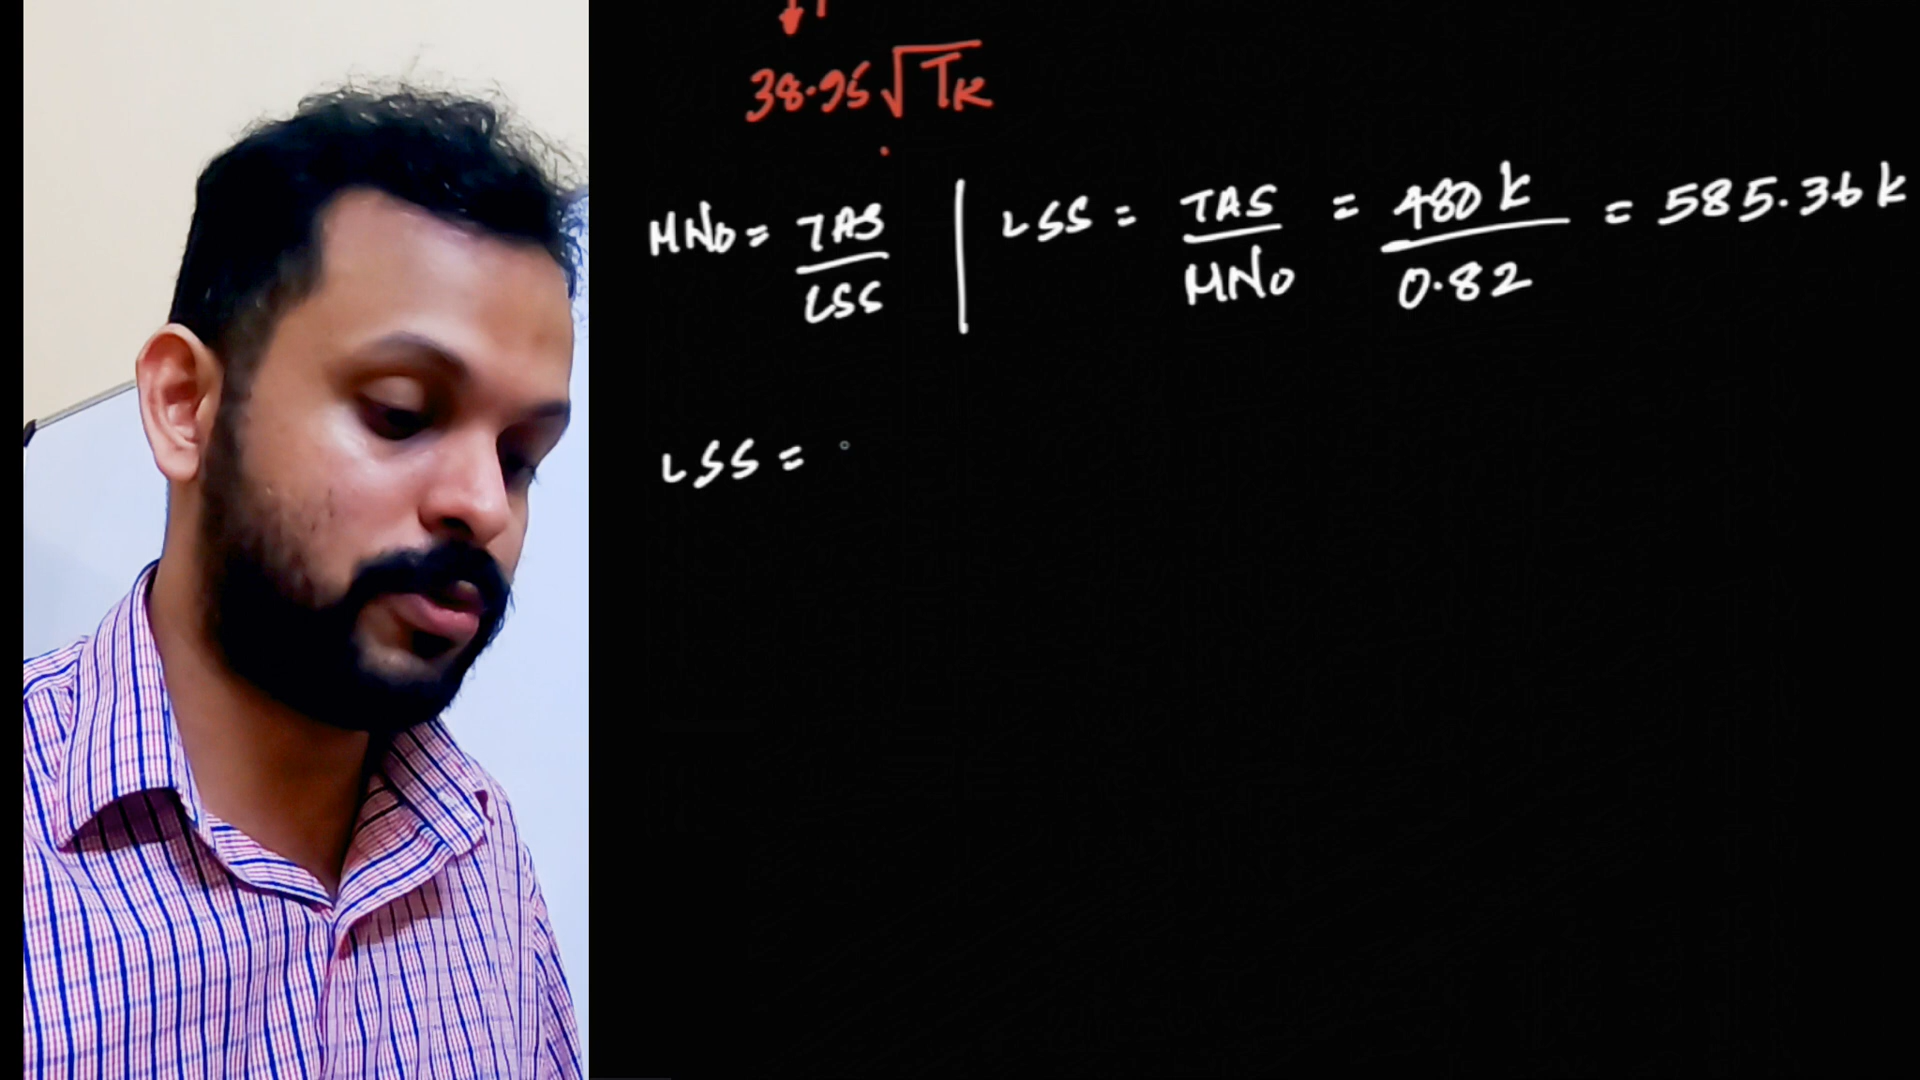 38.95√TK
MNo = TAS / LSS | LSS = TAS / MNo = 480 k / 0.82 = 585.36 k
LSS =